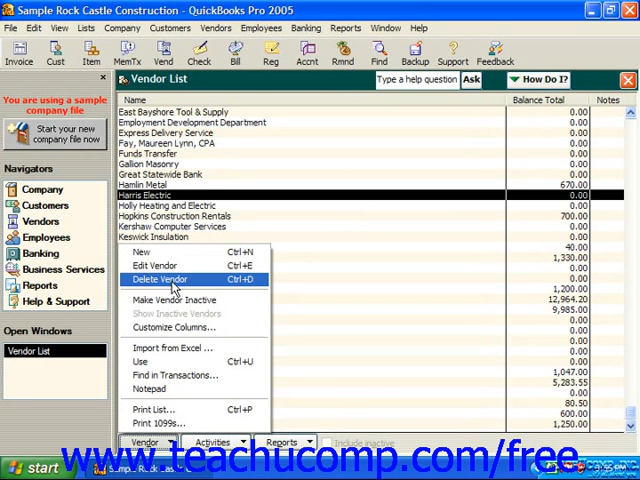 Sample Rock Castle Construction - QuickBooks Pro 2005
File Edit View Lists Company Customers Vendors Employees Banking Reports Window Help
Invoice Cust Item MemTx Vend Check Bill Reg Accnt Rmnd Find Backup Support Feedback
Vendor List Type a help question Ask How Do I?
You are using a sample
company file
Start your new
company file now
Navigators
Company
Customers
Vendors
Employees
Banking
Business Services
Reports
Help & Support
Open Windows
Vendor List
Name Balance Total Notes
East Bayshore Tool & Supply 0.00
Employment Development Department 0.00
Express Delivery Service 0.00
Fay, Maureen Lynn, CPA 0.00
Funds Transfer 0.00
Gallion Masonry 0.00
Great Statewide Bank 0.00
Hamlin Metal 670.00
Harris Electric 0.00
Holly Heating and Electric 0.00
Hopkins Construction Rentals 700.00
Kershaw Computer Services 0.00
Keswick Insulation 0.00
40.00
1,330.00
0.00
0.00
1,200.00
12,964.20
9,985.00
0.00
0.00
0.00
0.00
0.00
1,047.00
5,283.55
0.00
80.50
600.00
1,250.00
New Ctrl+N
Edit Vendor Ctrl+E
Delete Vendor Ctrl+D
Make Vendor Inactive
Show Inactive Vendors
Customize Columns...
Import from Excel ...
Use Ctrl+U
Find in Transactions...
Notepad
Print List... Ctrl+P
Print 1099s...
Vendor Activities Reports Include inactive
www.teachucomp.com/free
start Sample Rock Castle C